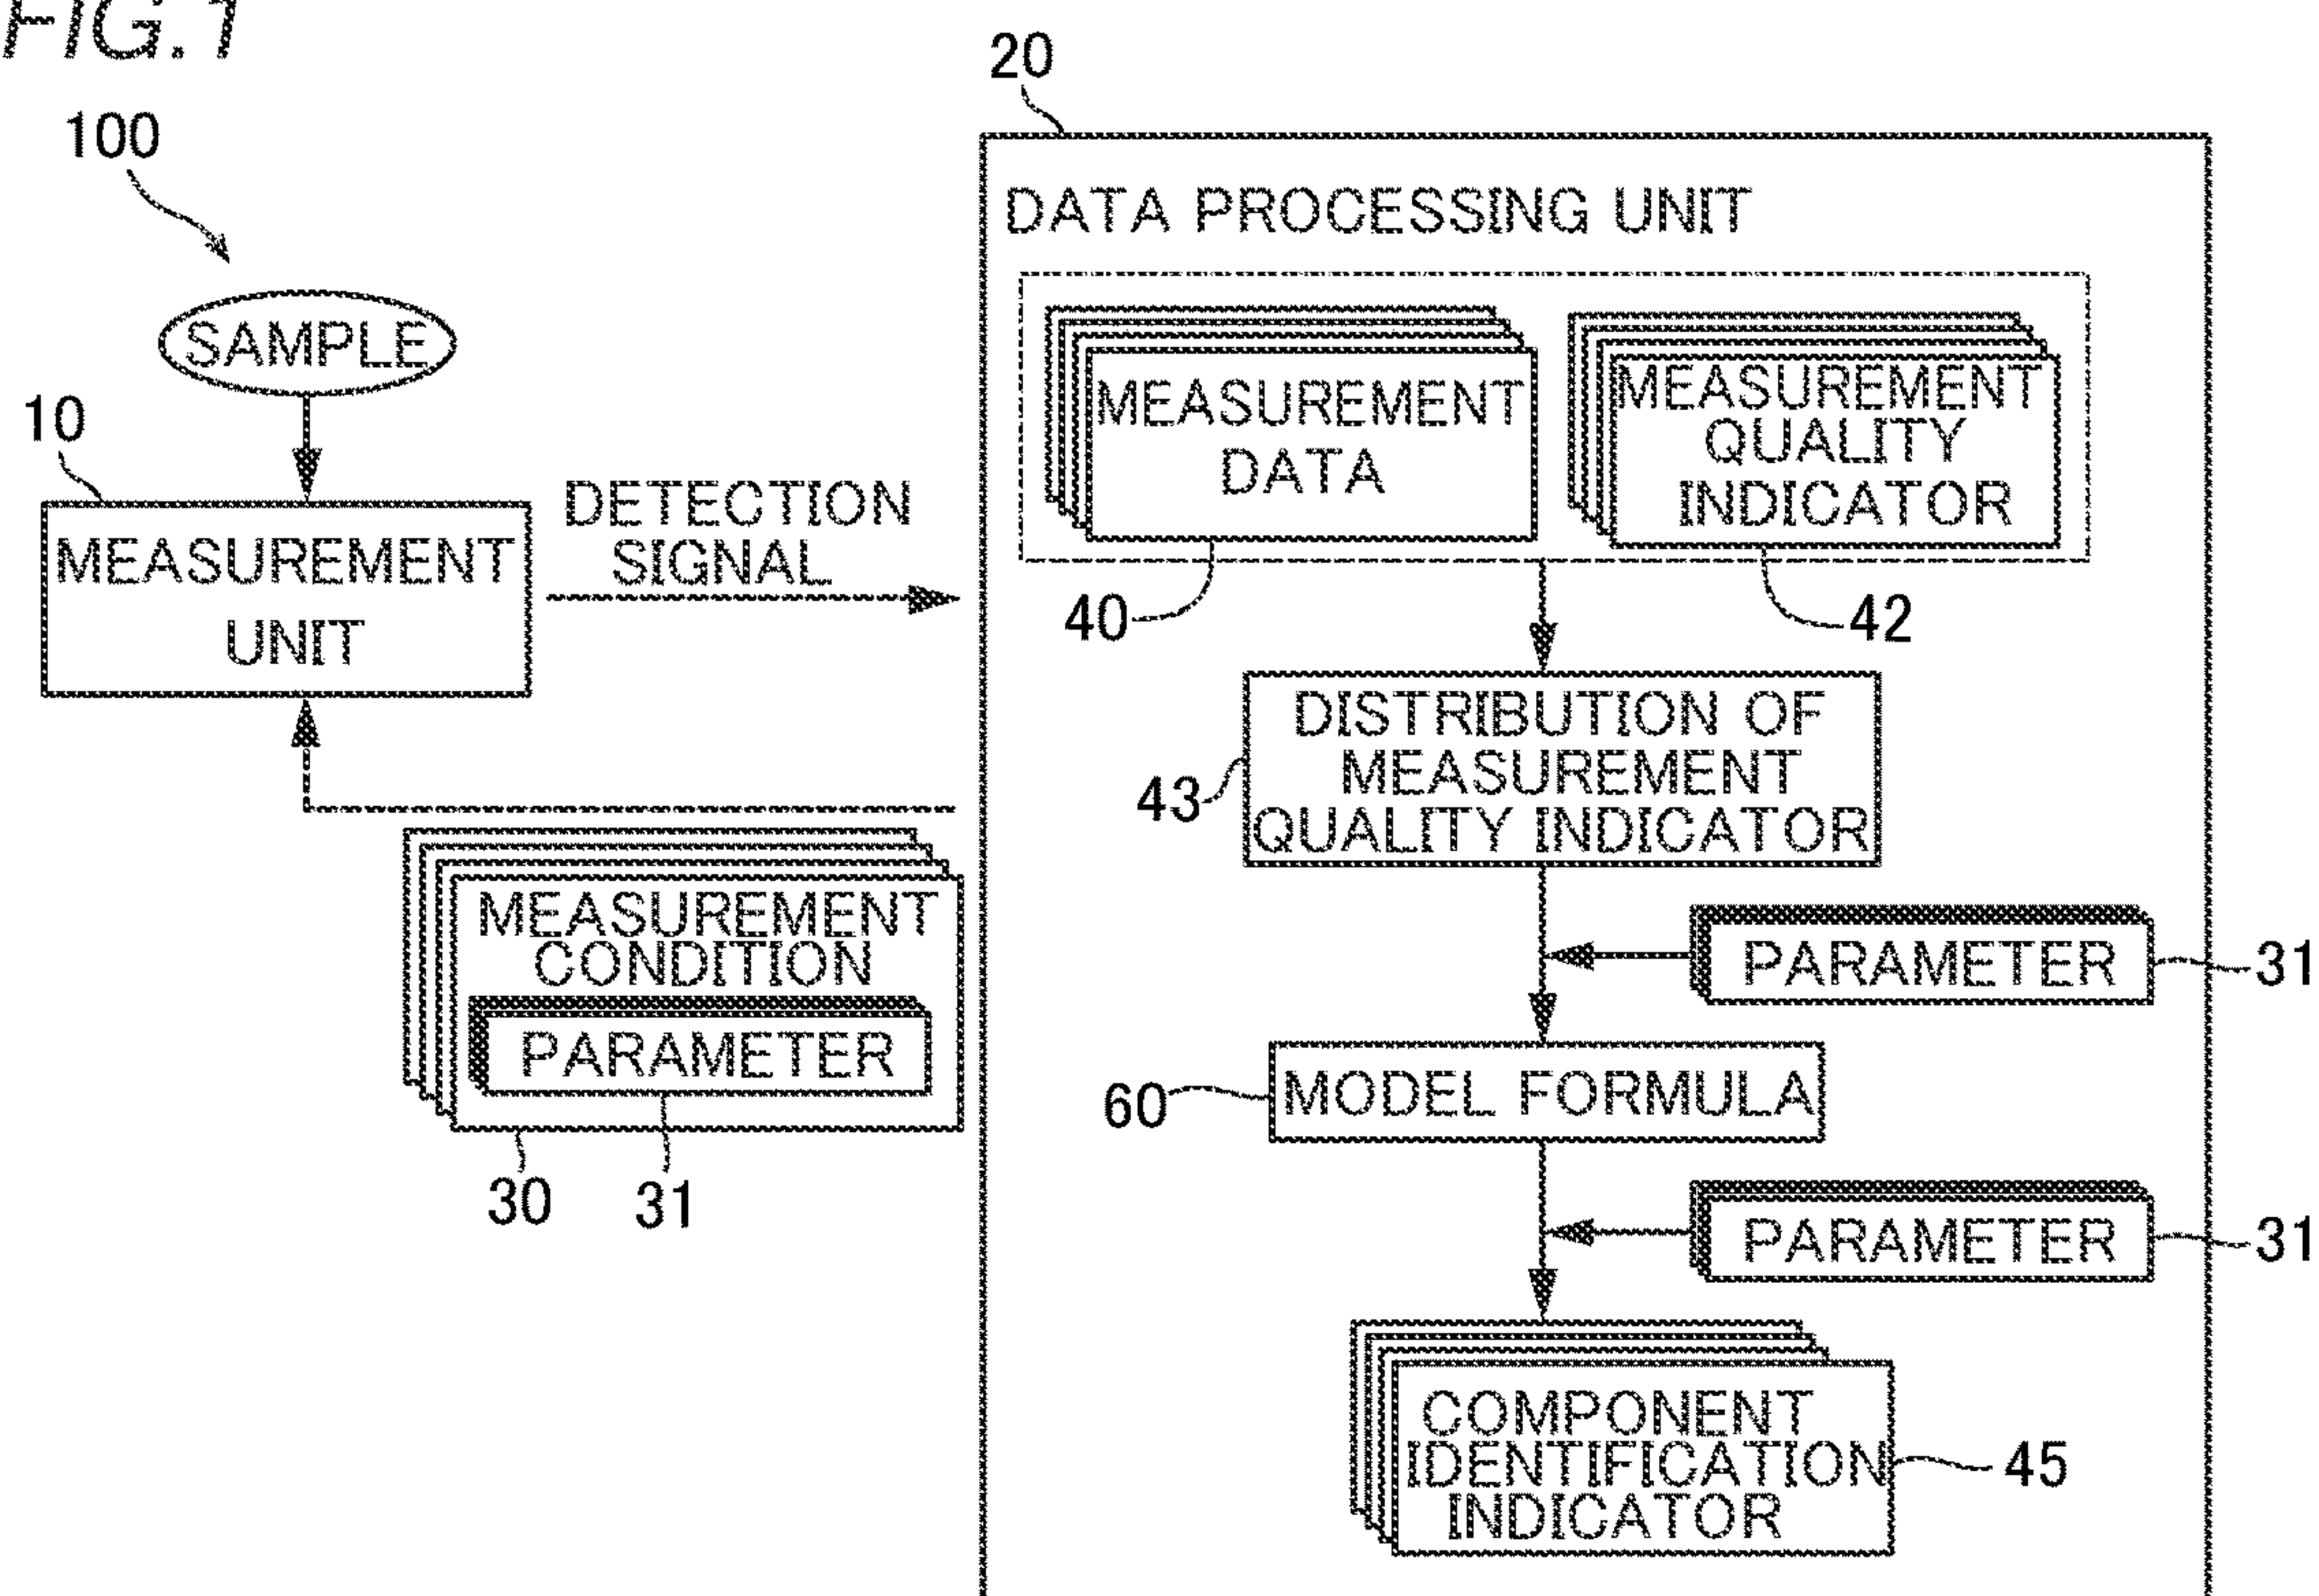 FIG.1
100
20
DATA PROCESSING UNIT
SAMPLE
10
MEASUREMENT
UNIT
DETECTION
SIGNAL
MEASUREMENT
DATA
40
MEASUREMENT
QUALITY
INDICATOR
42
DISTRIBUTION OF
MEASUREMENT
QUALITY INDICATOR
43
MEASUREMENT
CONDITION
PARAMETER
30
31
PARAMETER
31
MODEL FORMULA
60
PARAMETER
31
COMPONENT
IDENTIFICATION
INDICATOR
45